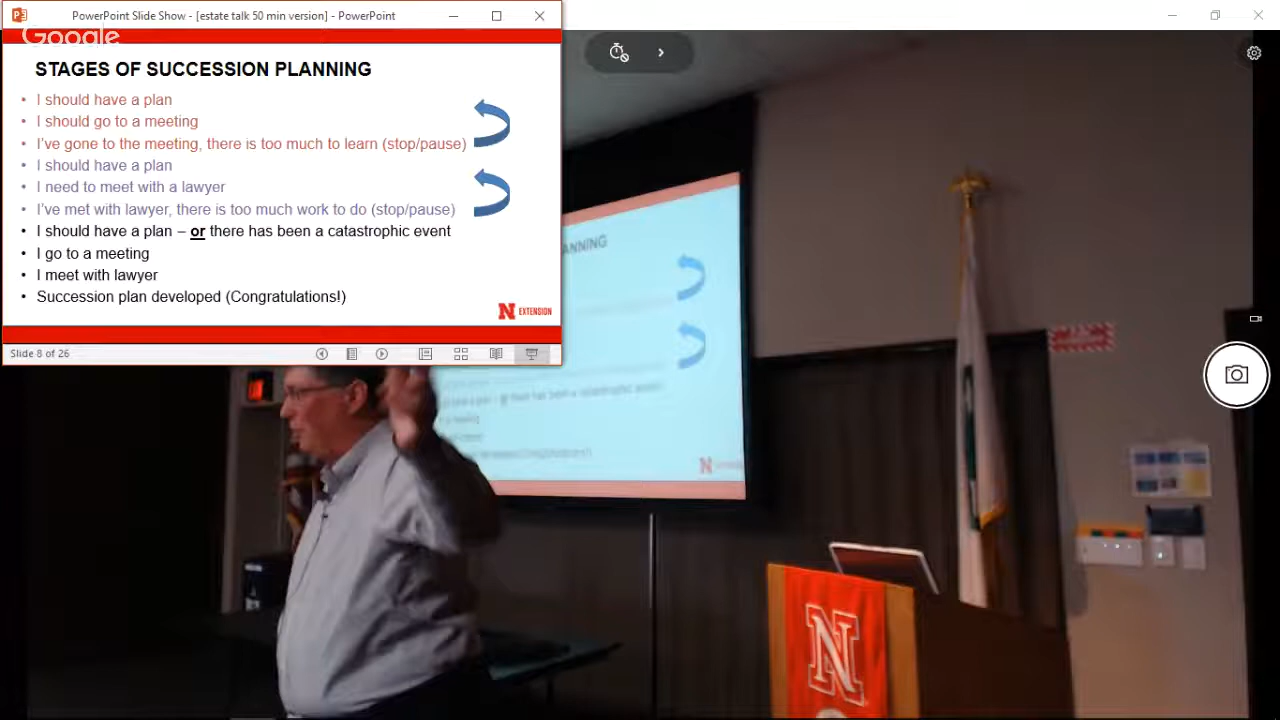 PowerPoint Slide Show - [estate talk 50 min version] - PowerPoint
Google
STAGES OF SUCCESSION PLANNING
• I should have a plan
• I should go to a meeting
• I've gone to the meeting, there is too much to learn (stop/pause)
• I should have a plan
• I need to meet with a lawyer
• I've met with lawyer, there is too much work to do (stop/pause)
• I should have a plan – or there has been a catastrophic event
• I go to a meeting
• I meet with lawyer
• Succession plan developed (Congratulations!)
N EXTENSION
Slide 8 of 26
ANNING
N
N